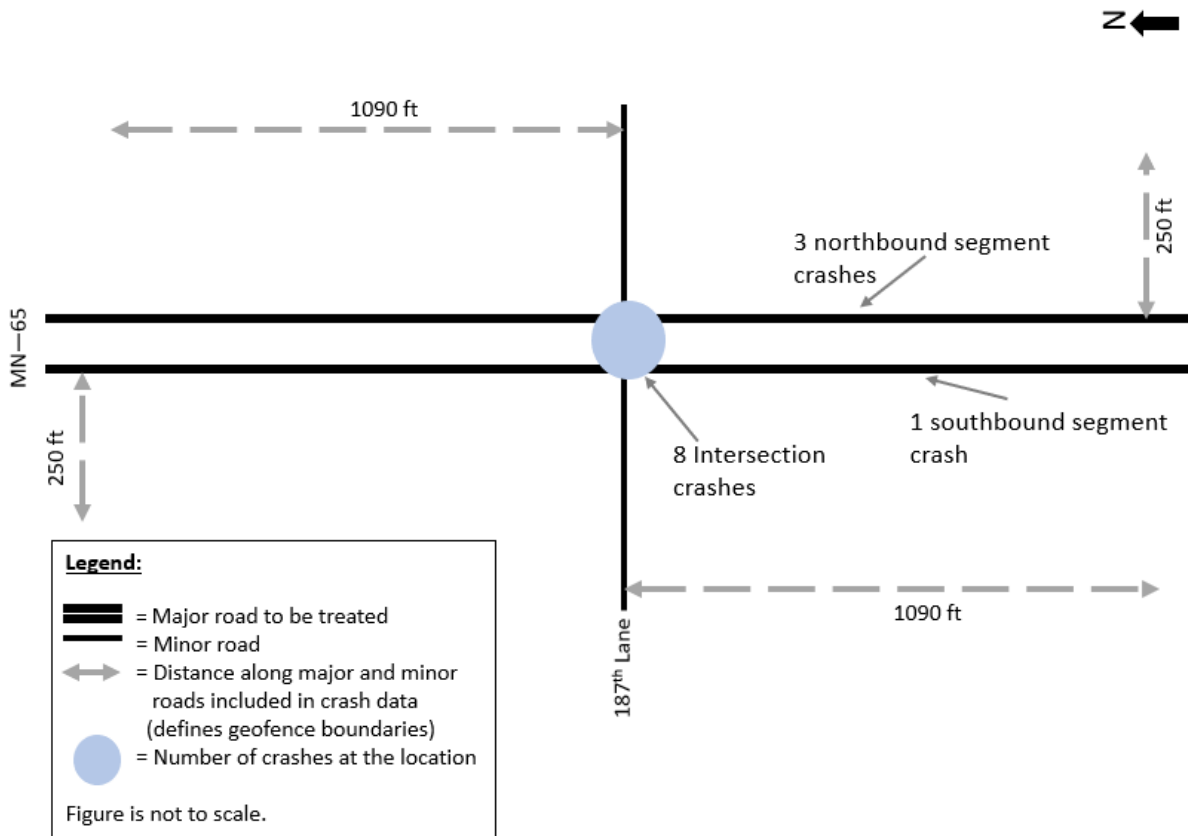 N
1090 ft
250 ft
3 northbound segment
crashes
MN—65
1 southbound segment
crash
250 ft
8 Intersection
crashes
1090 ft
187th Lane
Legend:
= Major road to be treated
= Minor road
= Distance along major and minor
roads included in crash data
(defines geofence boundaries)
= Number of crashes at the location
Figure is not to scale.